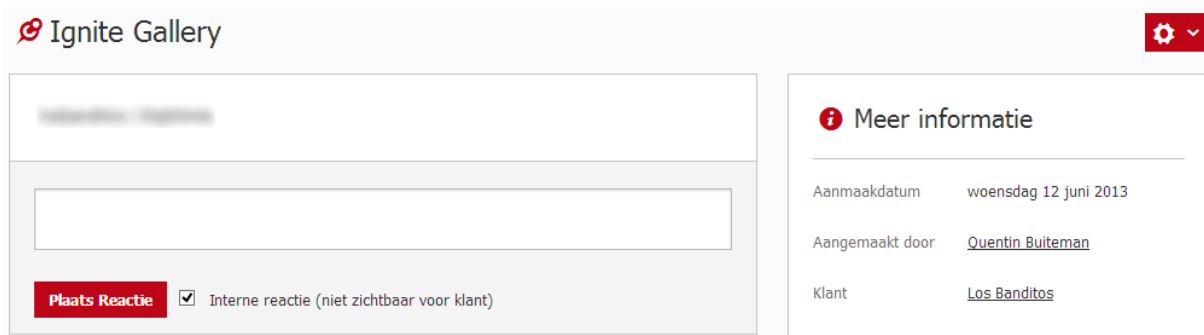 Ignite Gallery
Plaats Reactie
Interne reactie (niet zichtbaar voor klant)
Meer informatie
Aanmaakdatum woensdag 12 juni 2013
Aangemaakt door Quentin Buiteman
Klant Los Banditos